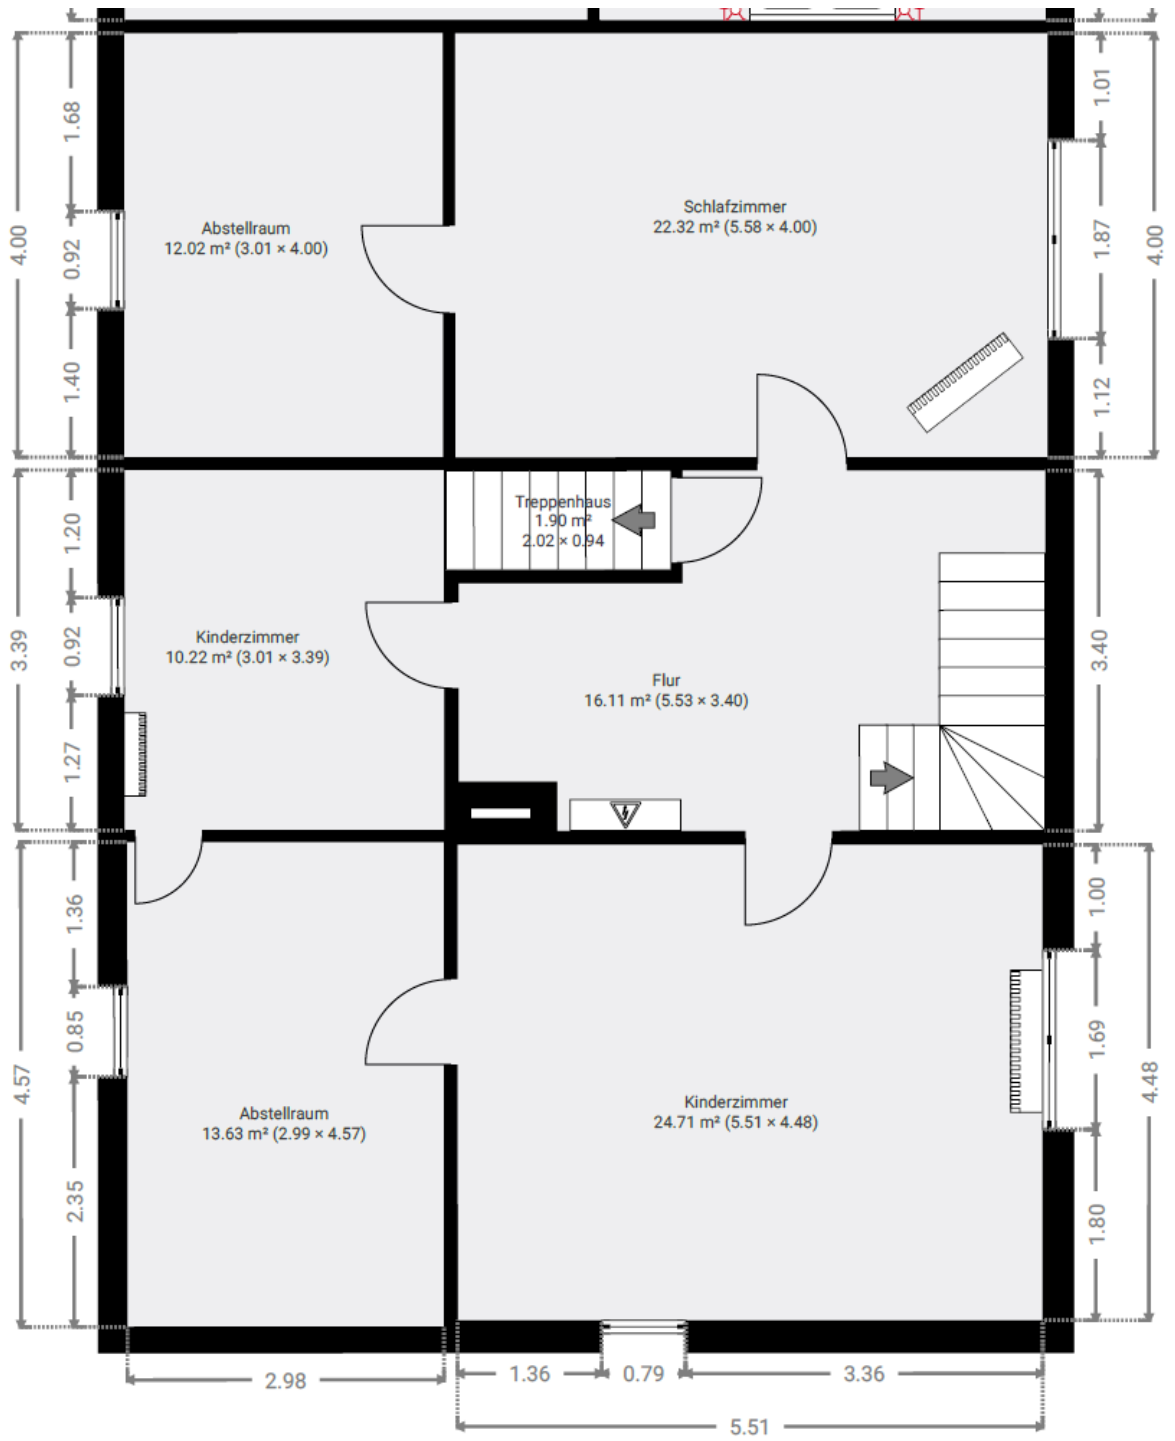 1.68
0.92
1.40
4.00
Abstellraum
12.02 m² (3.01 × 4.00)
Schlafzimmer
22.32 m² (5.58 × 4.00)
1.01
1.87
1.12
4.00
Treppenhaus
1.90 m²
2.02 × 0.94
1.20
0.92
1.27
3.39
Kinderzimmer
10.22 m² (3.01 × 3.39)
Flur
16.11 m² (5.53 × 3.40)
3.40
1.36
0.85
2.35
4.57
Abstellraum
13.63 m² (2.99 × 4.57)
Kinderzimmer
24.71 m² (5.51 × 4.48)
1.00
1.69
1.80
4.48
2.98
1.36
0.79
3.36
5.51